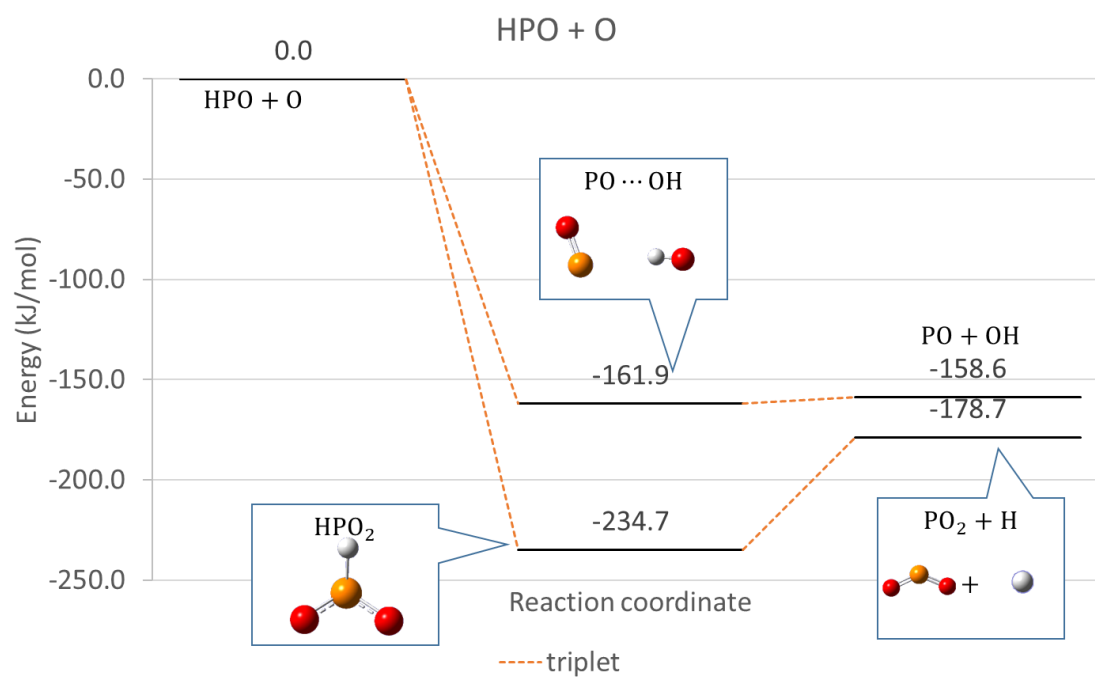 HPO + O
0.0
0.0
HPO + O
-50.0
PO ··· OH
-100.0
Energy (kJ/mol)
PO + OH
-161.9
-158.6
-150.0
-178.7
-200.0
-234.7
HPO₂
PO₂ + H
+
-250.0
Reaction coordinate
triplet